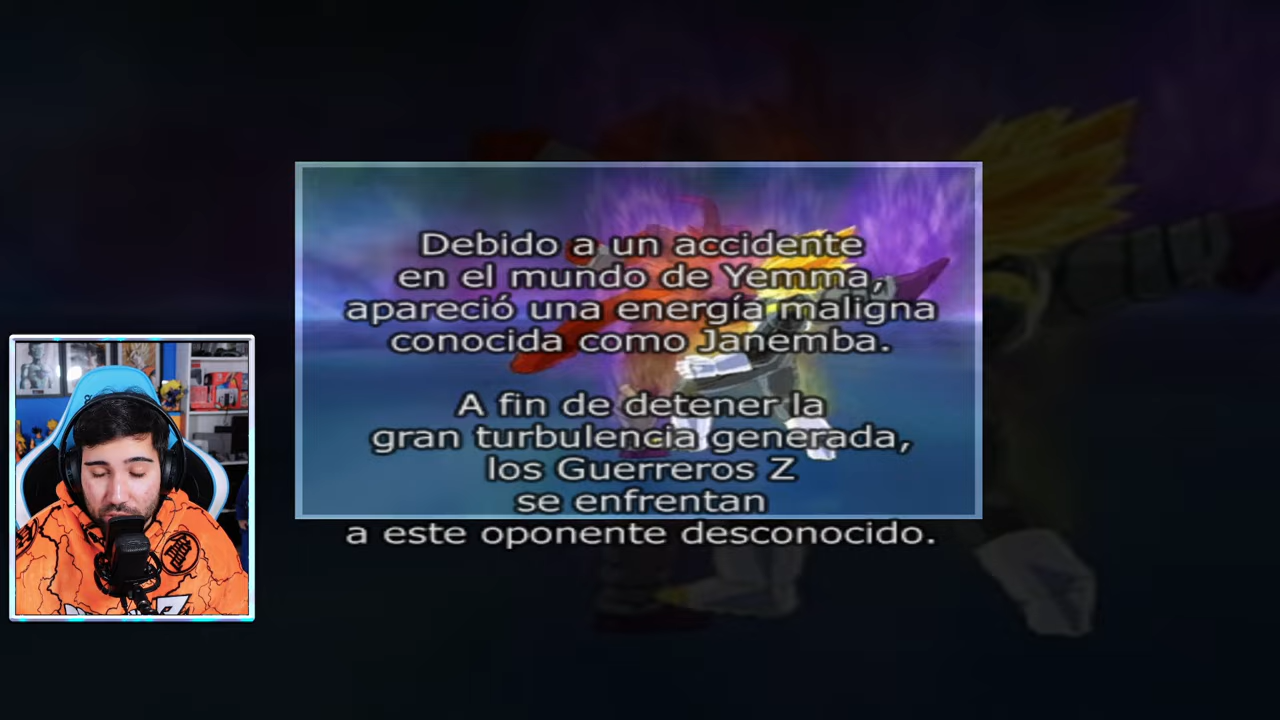 Debido a un accidente
en el mundo de Yemma,
apareció una energía maligna
conocida como Janemba.
A fin de detener la
gran turbulencia generada,
los Guerreros Z
se enfrentan
a este oponente desconocido.